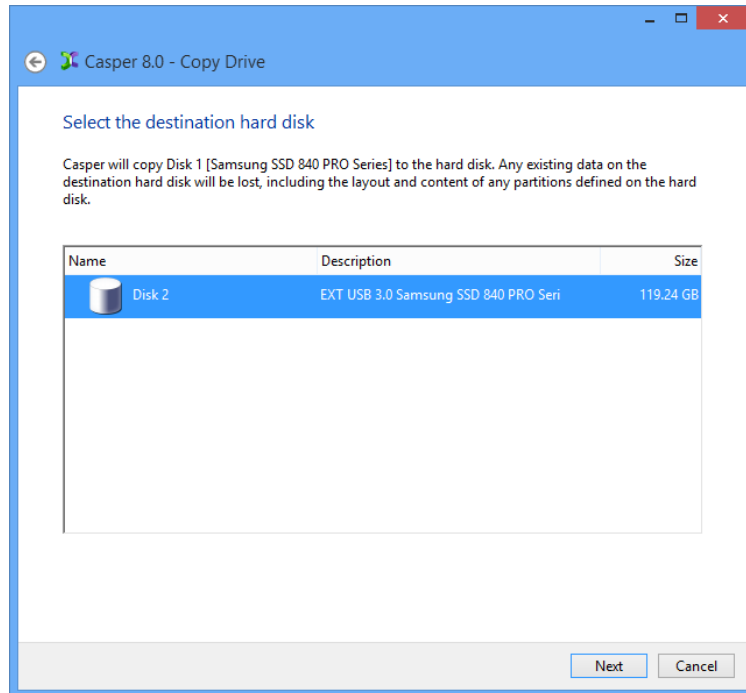 Casper 8.0 - Copy Drive
Select the destination hard disk
Casper will copy Disk 1 [Samsung SSD 840 PRO Series] to the hard disk. Any existing data on the
destination hard disk will be lost, including the layout and content of any partitions defined on the hard
disk.
Name Description Size
Disk 2 EXT USB 3.0 Samsung SSD 840 PRO Seri 119.24 GB
Next Cancel